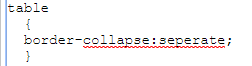 table
{
border-collapse:seperate;
}